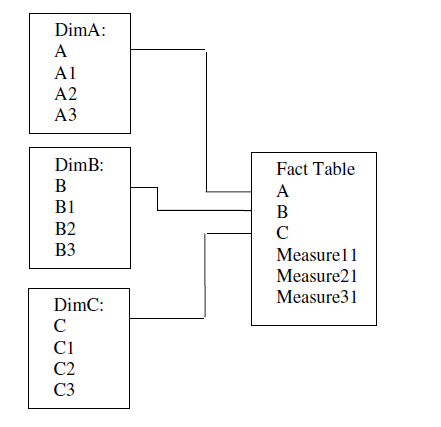 DimA:
A
A1
A2
A3
DimB:
B
B1
B2
B3
DimC:
C
C1
C2
C3
Fact Table
A
B
C
Measure11
Measure21
Measure31